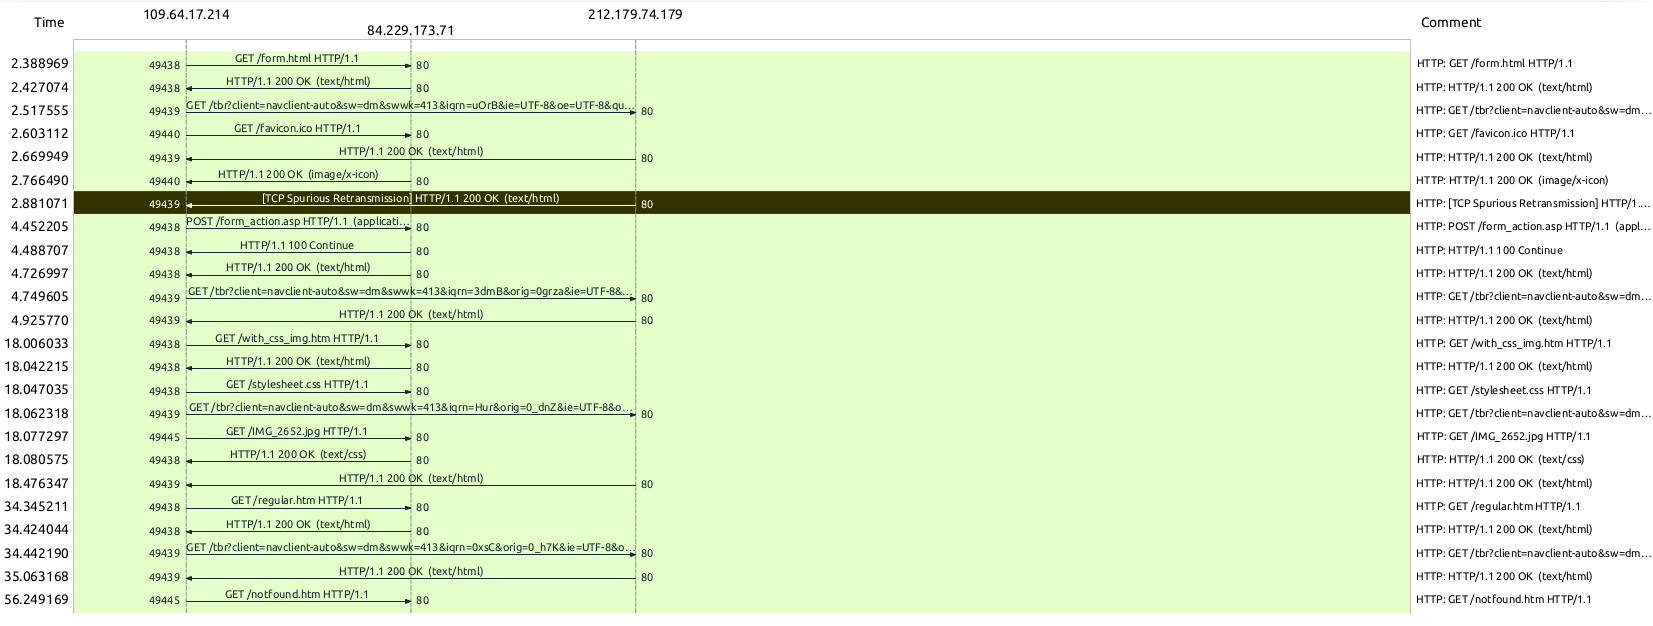 109.64.17.214 212.179.74.179
Time 84.229.173.71 Comment
2.388969 49438 GET /form.html HTTP/1.1 80 HTTP: GET /form.html HTTP/1.1
2.427074 49438 HTTP/1.1 200 OK (text/html) 80 HTTP: HTTP/1.1 200 OK (text/html)
2.517555 49439 GET /tbr?client=navclient-auto&sw=dm&swwk=413&iqrn=uOrB&ie=UTF-8&oe=UTF-8&qu... 80 HTTP: GET /tbr?client=navclient-auto&sw=dm...
2.603112 49440 GET /favicon.ico HTTP/1.1 80 HTTP: GET /favicon.ico HTTP/1.1
2.669949 49439 HTTP/1.1 200 OK (text/html) 80 HTTP: HTTP/1.1 200 OK (text/html)
2.766490 49440 HTTP/1.1 200 OK (image/x-icon) 80 HTTP: HTTP/1.1 200 OK (image/x-icon)
2.881071 49439 [TCP Spurious Retransmission] HTTP/1.1 200 OK (text/html) 80 HTTP: [TCP Spurious Retransmission] HTTP/1....
4.452205 49438 POST /form_action.asp HTTP/1.1 (applicati... 80 HTTP: POST /form_action.asp HTTP/1.1 (appl...
4.488707 49438 HTTP/1.1 100 Continue 80 HTTP: HTTP/1.1 100 Continue
4.726997 49438 HTTP/1.1 200 OK (text/html) 80 HTTP: HTTP/1.1 200 OK (text/html)
4.749605 49439 GET /tbr?client=navclient-auto&sw=dm&swwk=413&iqrn=3dmB&orig=0grza&ie=UTF-8&... 80 HTTP: GET /tbr?client=navclient-auto&sw=dm...
4.925770 49439 HTTP/1.1 200 OK (text/html) 80 HTTP: HTTP/1.1 200 OK (text/html)
18.006033 49438 GET /with_css_img.htm HTTP/1.1 80 HTTP: GET /with_css_img.htm HTTP/1.1
18.042215 49438 HTTP/1.1 200 OK (text/html) 80 HTTP: HTTP/1.1 200 OK (text/html)
18.047035 49438 GET /stylesheet.css HTTP/1.1 80 HTTP: GET /stylesheet.css HTTP/1.1
18.062318 49439 GET /tbr?client=navclient-auto&sw=dm&swwk=413&iqrn=Hur&orig=0_dnZ&ie=UTF-8&o... 80 HTTP: GET /tbr?client=navclient-auto&sw=dm...
18.077297 49445 GET /IMG_2652.jpg HTTP/1.1 80 HTTP: GET /IMG_2652.jpg HTTP/1.1
18.080575 49438 HTTP/1.1 200 OK (text/css) 80 HTTP: HTTP/1.1 200 OK (text/css)
18.476347 49439 HTTP/1.1 200 OK (text/html) 80 HTTP: HTTP/1.1 200 OK (text/html)
34.345211 49438 GET /regular.htm HTTP/1.1 80 HTTP: GET /regular.htm HTTP/1.1
34.424044 49438 HTTP/1.1 200 OK (text/html) 80 HTTP: HTTP/1.1 200 OK (text/html)
34.442190 49439 GET /tbr?client=navclient-auto&sw=dm&swwk=413&iqrn=0xsC&orig=0_h7K&ie=UTF-8&o... 80 HTTP: GET /tbr?client=navclient-auto&sw=dm...
35.063168 49439 HTTP/1.1 200 OK (text/html) 80 HTTP: HTTP/1.1 200 OK (text/html)
56.249169 49445 GET /notfound.htm HTTP/1.1 80 HTTP: GET /notfound.htm HTTP/1.1